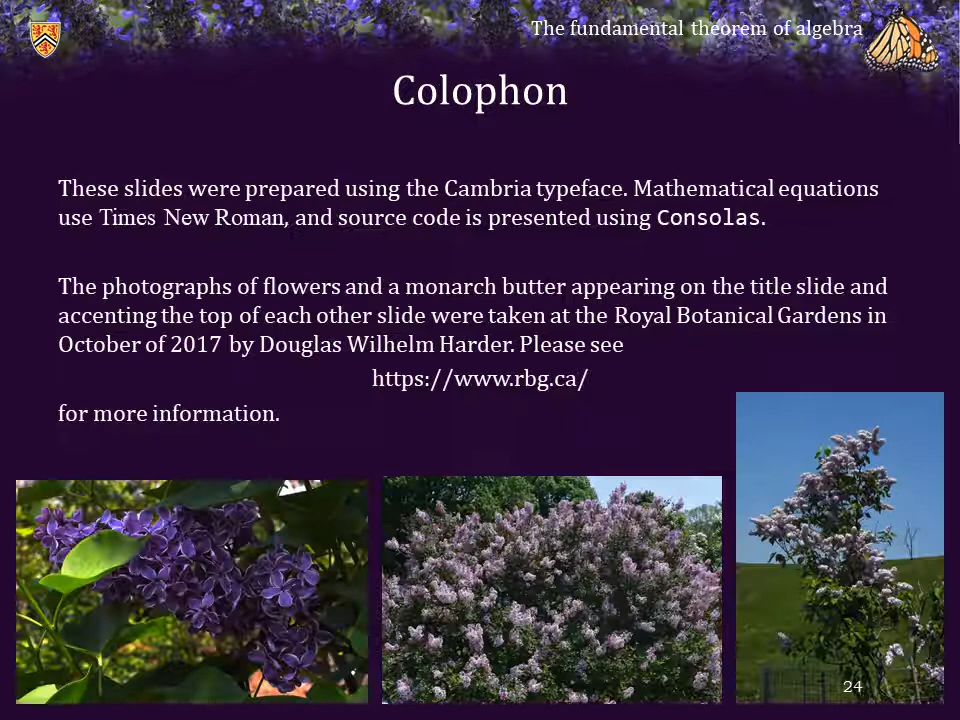 The fundamental theorem of algebra
Colophon
These slides were prepared using the Cambria typeface. Mathematical equations
use Times New Roman, and source code is presented using Consolas.
The photographs of flowers and a monarch butter appearing on the title slide and
accenting the top of each other slide were taken at the Royal Botanical Gardens in
October of 2017 by Douglas Wilhelm Harder. Please see
https://www.rbg.ca/
for more information.
24